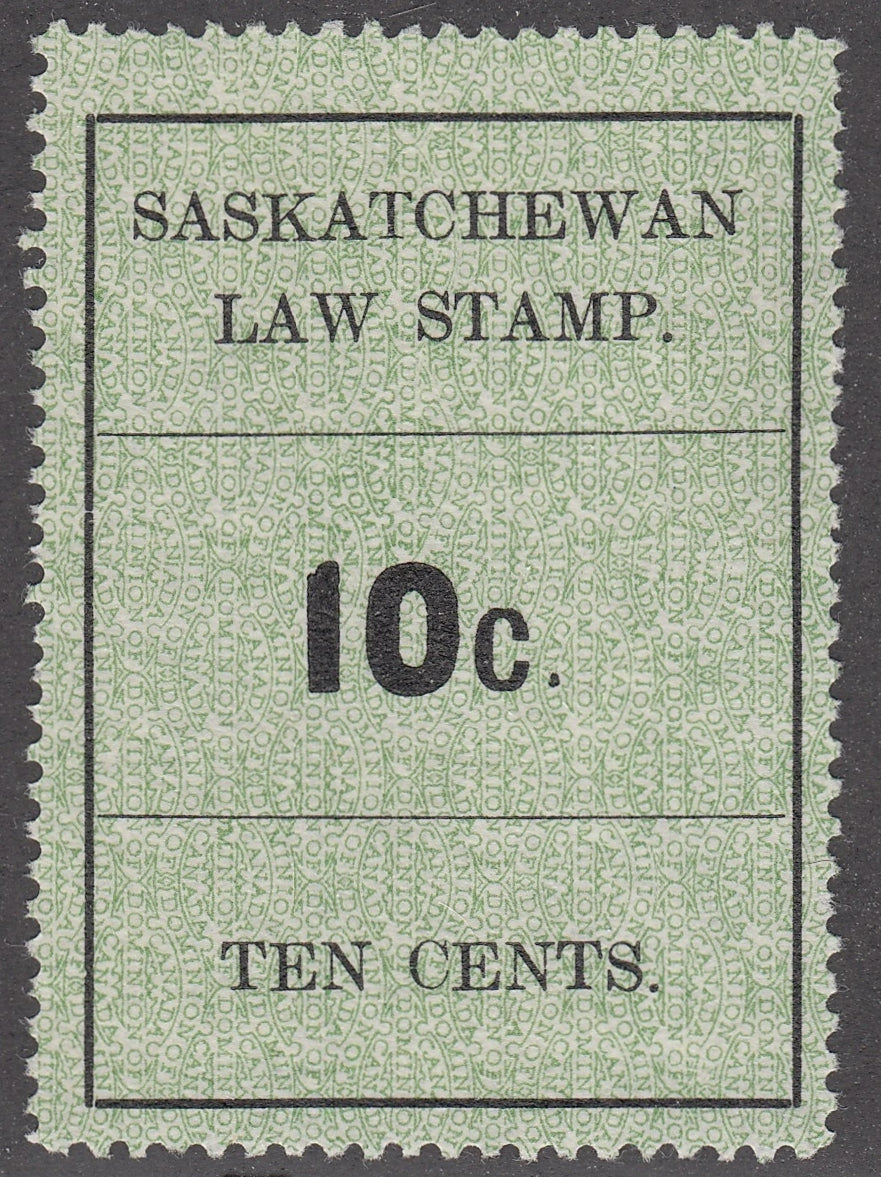 SASKATCHEWAN
LAW STAMP.
10c.
TEN CENTS.